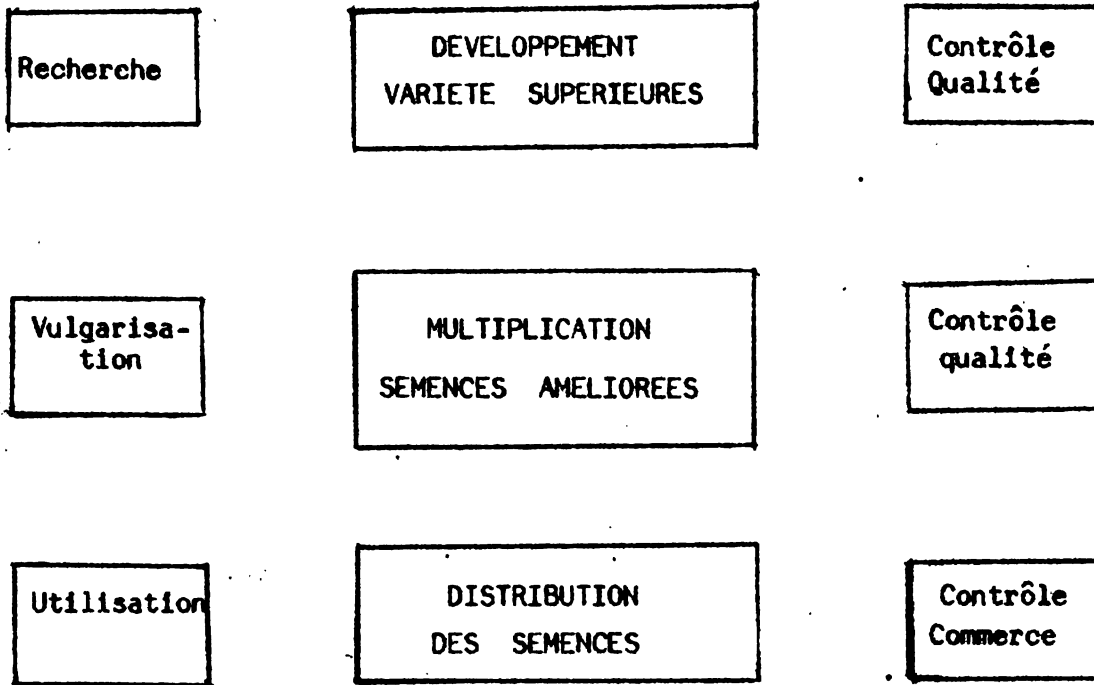 Recherche
DEVELOPPEMENT
VARIETE SUPERIEURES
Contrôle
Qualité
Vulgarisa-
tion
MULTIPLICATION
SEMENCES AMELIOREES
Contrôle
qualité
Utilisation
DISTRIBUTION
DES SEMENCES
Contrôle
Commerce